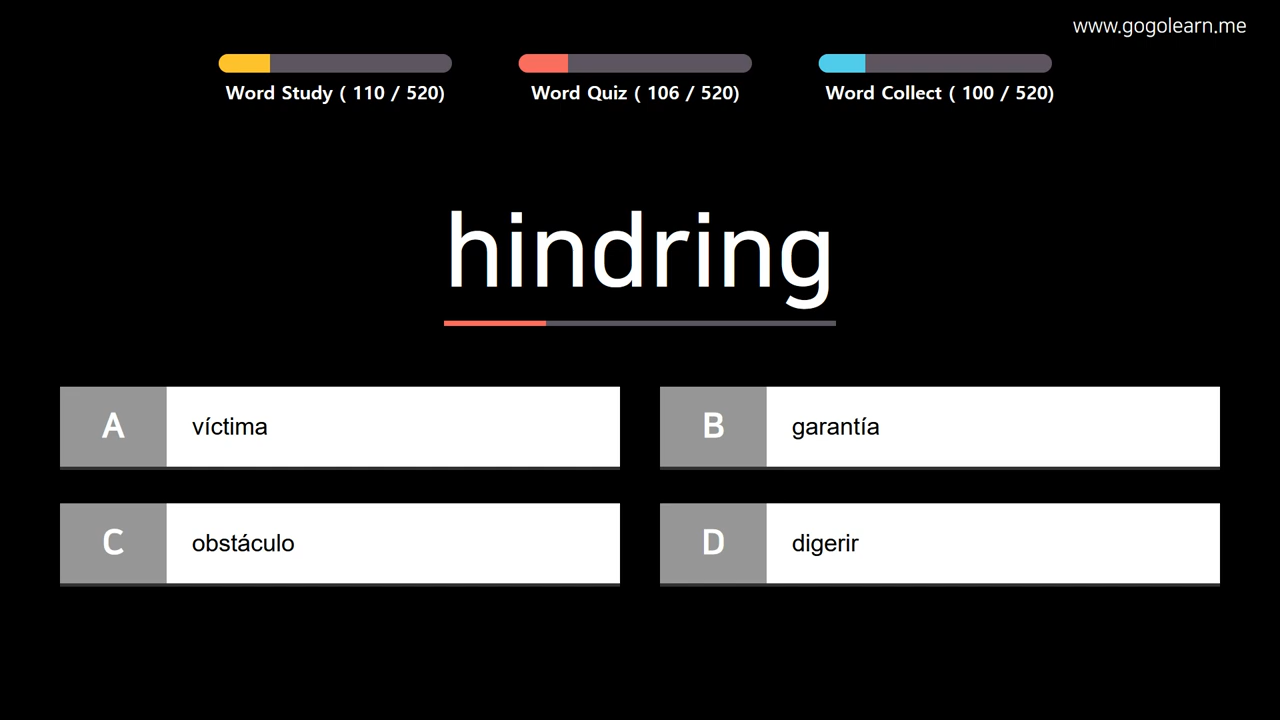 www.gogolearn.me
Word Study ( 110 / 520)
Word Quiz ( 106 / 520)
Word Collect ( 100 / 520)
hindring
A víctima
B garantía
C obstáculo
D digerir